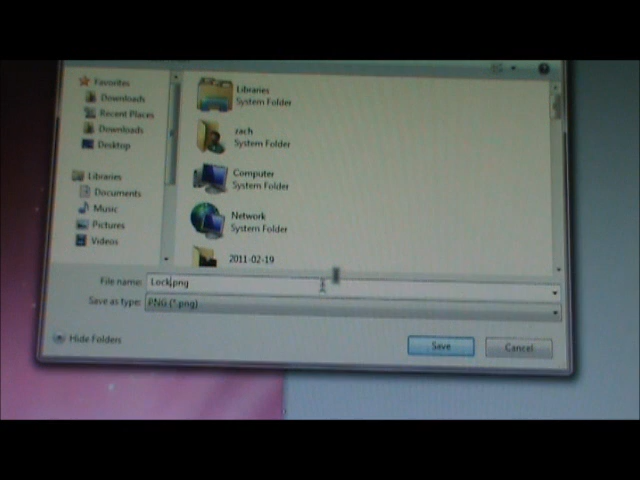 Favorites
Downloads
Recent Places
Downloads
Desktop
Libraries
Documents
Music
Pictures
Videos
Libraries
System Folder
zach
System Folder
Computer
System Folder
Network
System Folder
2011-02-19
File name: Lock.png
Save as type: PNG (*.png)
Hide Folders
Save
Cancel